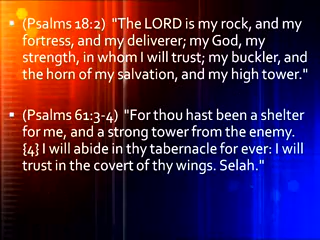 (Psalms 18:2) "The LORD is my rock, and my
fortress, and my deliverer; my God, my
strength, in whom I will trust; my buckler, and
the horn of my salvation, and my high tower."
(Psalms 61:3-4) "For thou hast been a shelter
for me, and a strong tower from the enemy.
{4} I will abide in thy tabernacle for ever: I will
trust in the covert of thy wings. Selah."